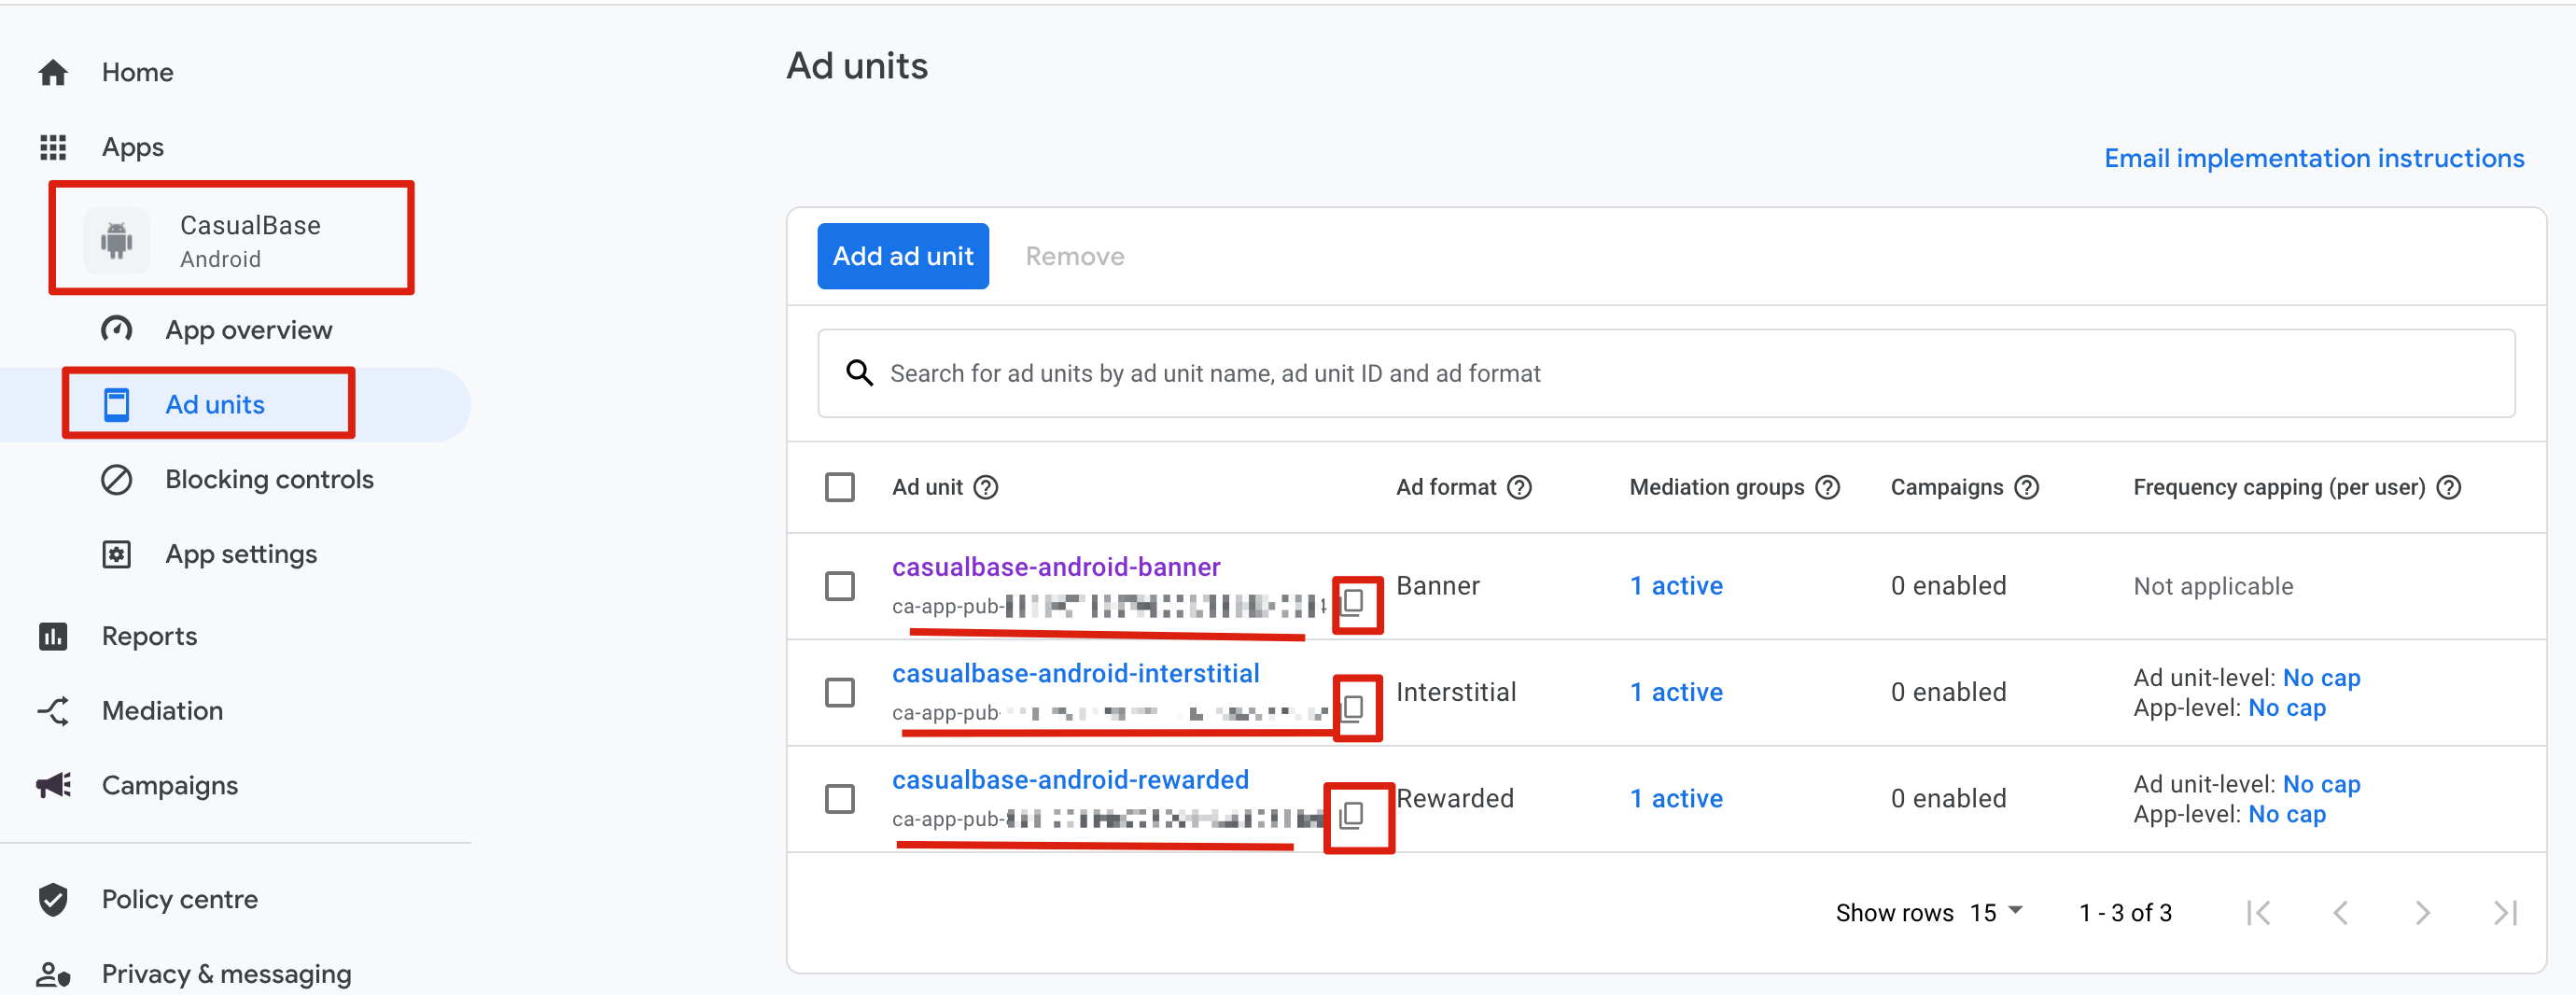 Home
Apps
CasualBase
Android
App overview
Ad units
Blocking controls
App settings
Reports
Mediation
Campaigns
Policy centre
Privacy & messaging
Ad units
Email implementation instructions
Add ad unit Remove
Search for ad units by ad unit name, ad unit ID and ad format
Ad unit Ad format Mediation groups Campaigns Frequency capping (per user)
casualbase-android-banner
ca-app-pub-
Banner 1 active 0 enabled Not applicable
casualbase-android-interstitial
ca-app-pub-
Interstitial 1 active 0 enabled
Ad unit-level: No cap
App-level: No cap
casualbase-android-rewarded
ca-app-pub-
Rewarded 1 active 0 enabled
Ad unit-level: No cap
App-level: No cap
Show rows 15 1 - 3 of 3